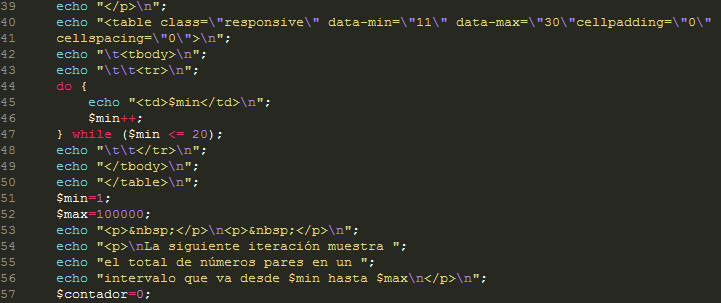 39 echo "</p>\n";
40 echo "<table class=\"responsive\" data-min=\"11\" data-max=\"30\"cellpadding=\"0\"
41 cellspacing=\"0\">\n";
42 echo "\t<tbody>\n";
43 echo "\t\t<tr>\n";
44 do {
45 echo "<td>$min</td>\n";
46 $min++;
47 } while ($min <= 20);
48 echo "\t\t</tr>\n";
49 echo "</tbody>\n";
50 echo "</table>\n";
51 $min=1;
52 $max=100000;
53 echo "<p>&nbsp;</p>\n<p>&nbsp;</p>\n";
54 echo "<p>\nLa siguiente iteración muestra ";
55 echo "el total de números pares en un ";
56 echo "intervalo que va desde $min hasta $max\n</p>\n";
57 $contador=0;